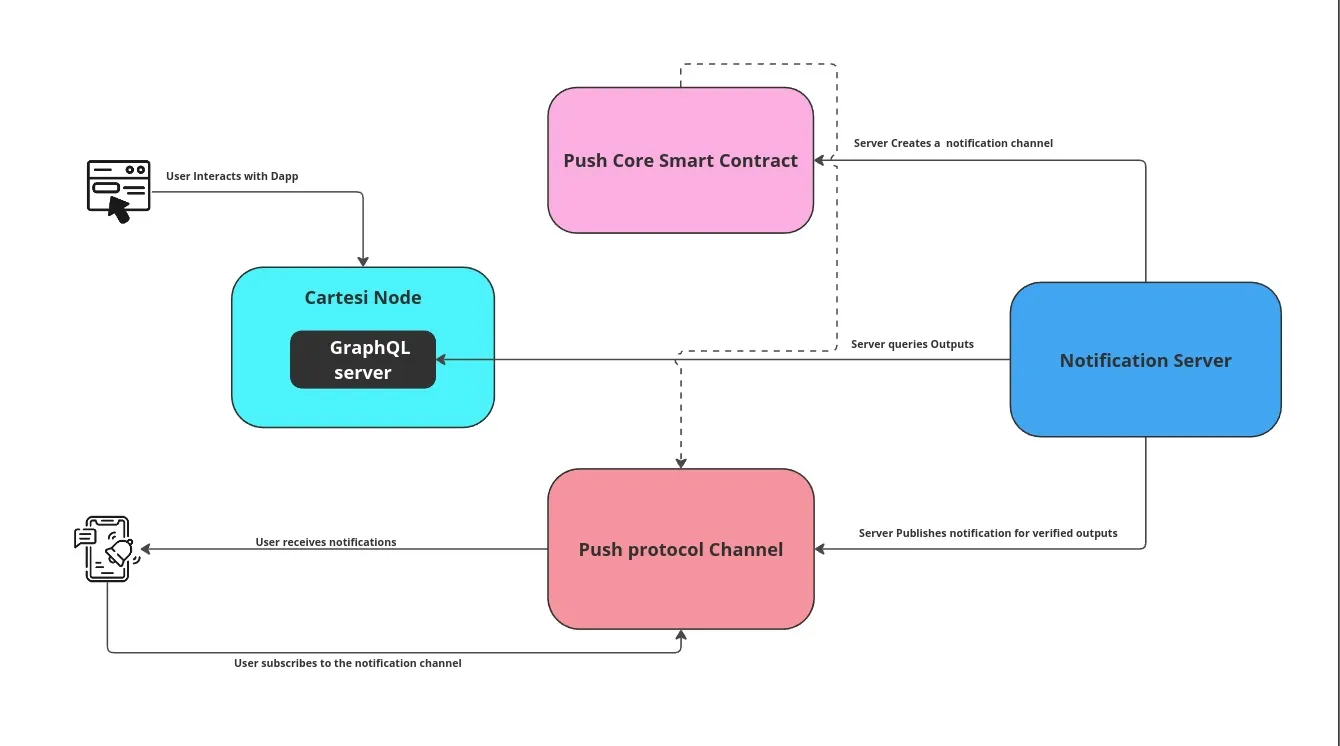 Push Core Smart Contract
Server Creates a  notification channel
User Interacts with Dapp
Cartesi Node
GraphQL
server
Server queries Outputs
Notification Server
User receives notifications
Push protocol Channel
Server Publishes notification for verified outputs
User subscribes to the notification channel